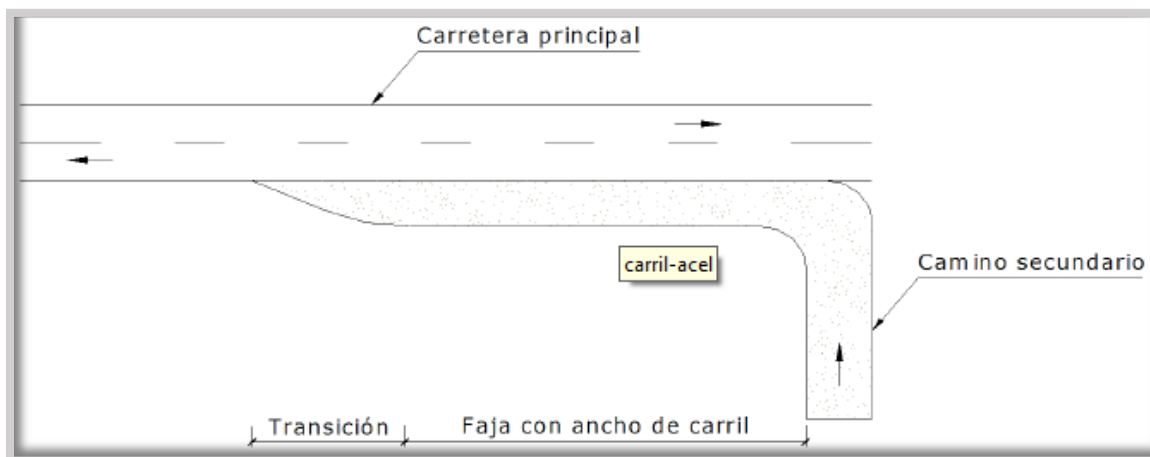 Carretera principal
carril-acel
Camino secundario
Transición
Faja con ancho de carril